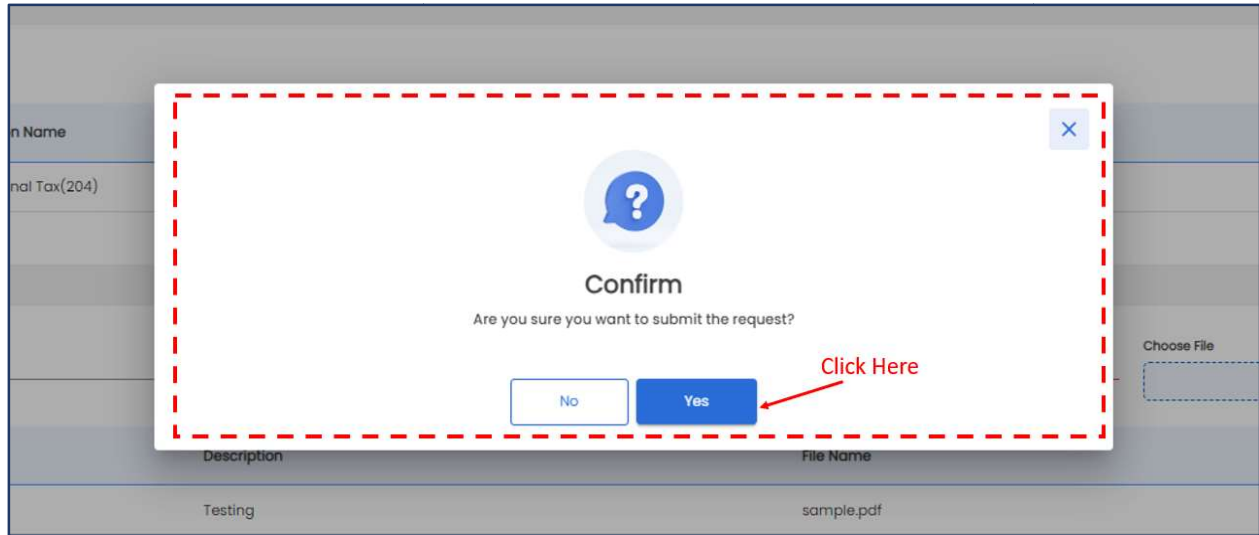 n Name
nal Tax(204)
?
Confirm
Are you sure you want to submit the request?
Choose File
Click Here
No Yes
Description File Name
Testing sample.pdf